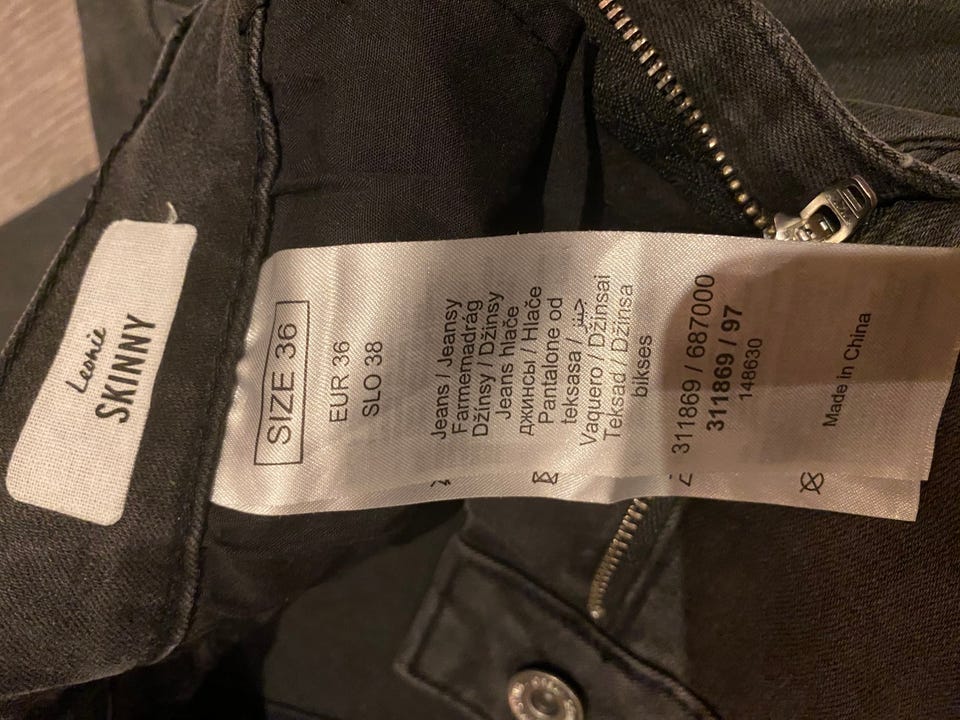 Leonie
SKINNY
SIZE 36
EUR 36
SLO 38
Jeans / Jeansy
Farmernadrág
Džínsy / Džinsy
Jeans hlače
джинсы / Hlače
Pantalone od
teksasa / جينز
Vaquero / Džinsai
Teksad / Džinsa
bikses
311869 / 687000
311869 / 97
148630
Made in China